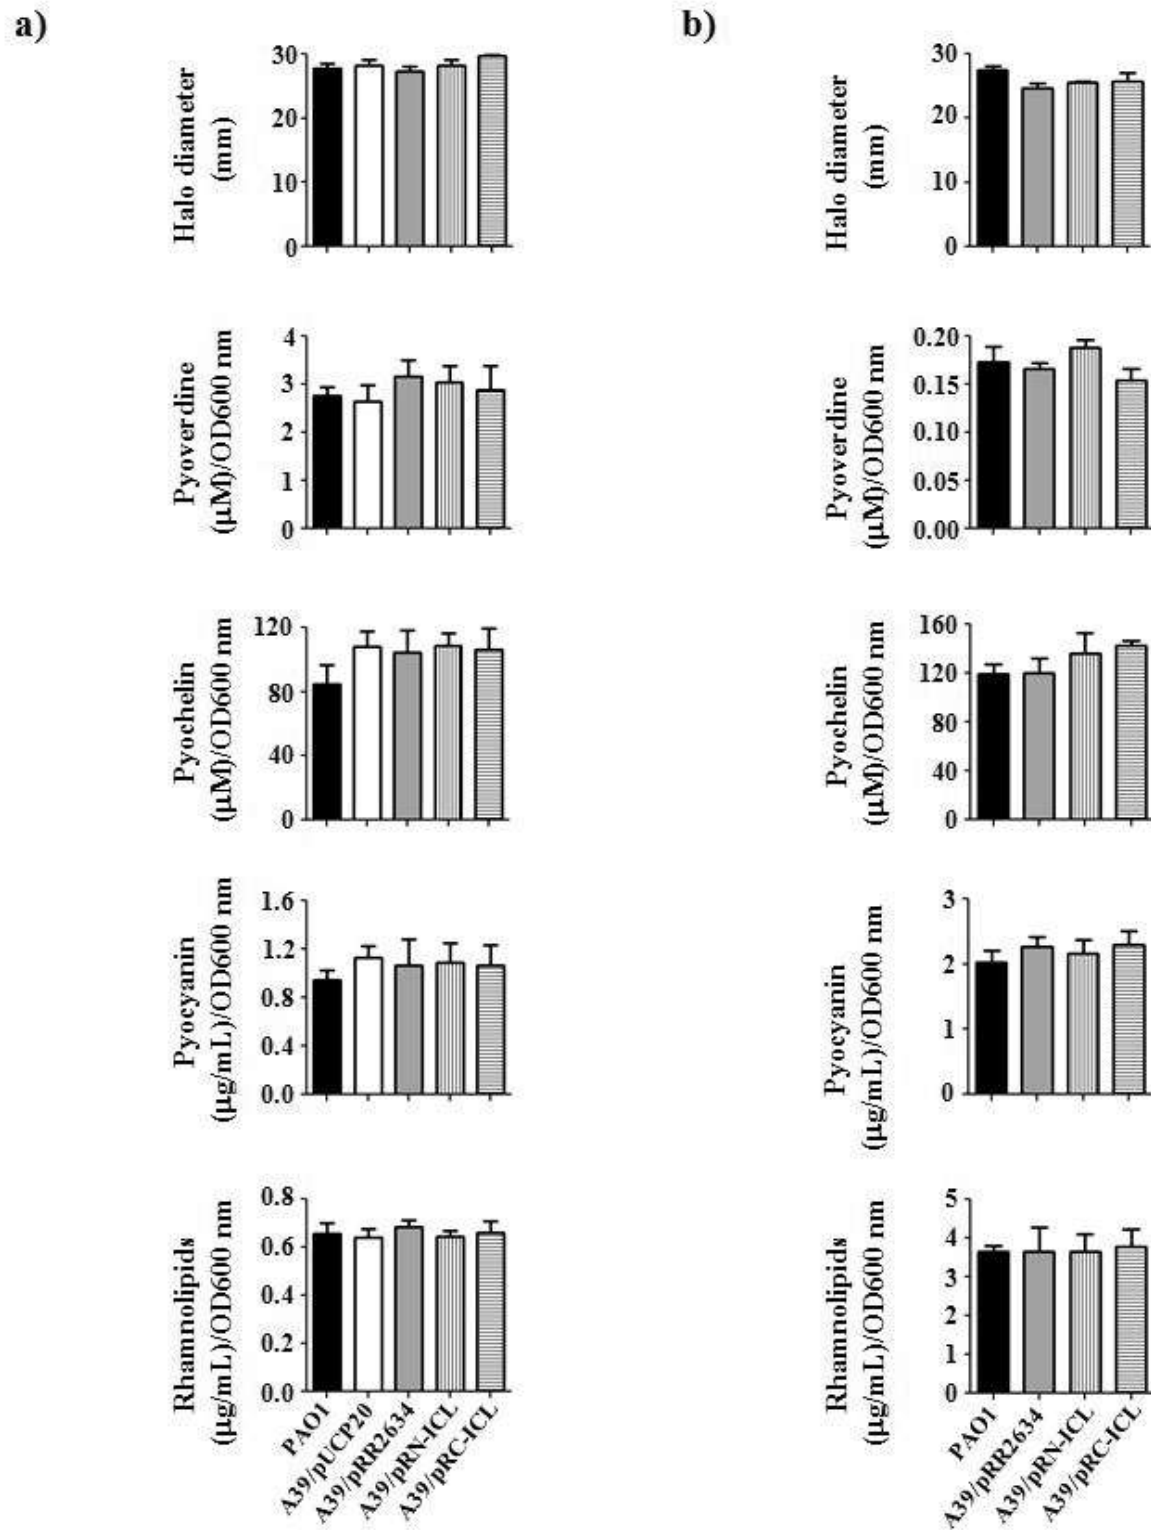 a)
Halo diameter
(mm)
30
20
10
0
Pyoverdine
(µM)/OD600 nm
4
3
2
1
0
Pyochelin
(µM)/OD600 nm
120
80
40
0
Pyocyanin
(µg/mL)/OD600 nm
1.6
1.2
0.8
0.4
0.0
Rhamnolipids
(µg/mL)/OD600 nm
0.8
0.6
0.4
0.2
0.0
PAO1
A39/pUCP20
A39/pRR2634
A39/pRN-ICL
A39/pRC-ICL
b)
Halo diameter
(mm)
30
20
10
0
Pyoverdine
(µM)/OD600 nm
0.20
0.15
0.10
0.05
0.00
Pyochelin
(µM)/OD600 nm
160
120
80
40
0
Pyocyanin
(µg/mL)/OD600 nm
3
2
1
0
Rhamnolipids
(µg/mL)/OD600 nm
5
4
3
2
1
0
PAO1
A39/pRR2634
A39/pRN-ICL
A39/pRC-ICL